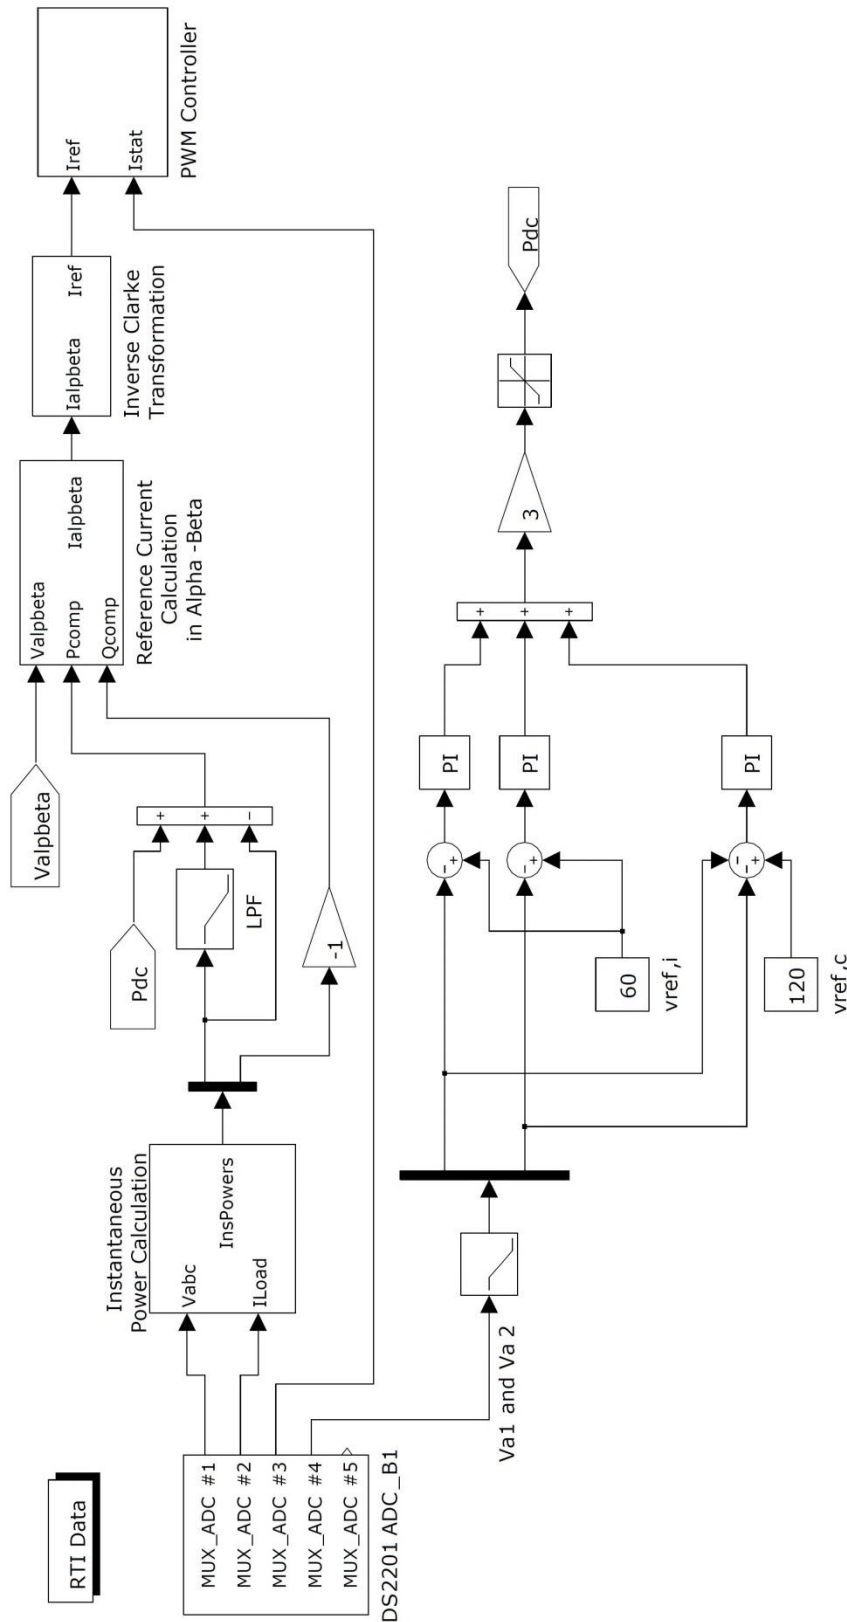 RTI Data
MUX_ADC #1
MUX_ADC #2
MUX_ADC #3
MUX_ADC #4
MUX_ADC #5
DS2201 ADC_B1
Instantaneous
Power Calculation
Vabc
InsPowers
ILoad
Pdc
+
+
-
LPF
-1
Valpbeta
Valpbeta
Pcomp
Ialpbeta
Qcomp
Reference Current
Calculation
in Alpha -Beta
Ialpbeta
Iref
Inverse Clarke
Transformation
Iref
Istat
PWM Controller
Va1 and Va 2
60
vref,i
120
vref,c
-
+
-
+
-
-
+
PI
PI
PI
+
+
+
3
Pdc